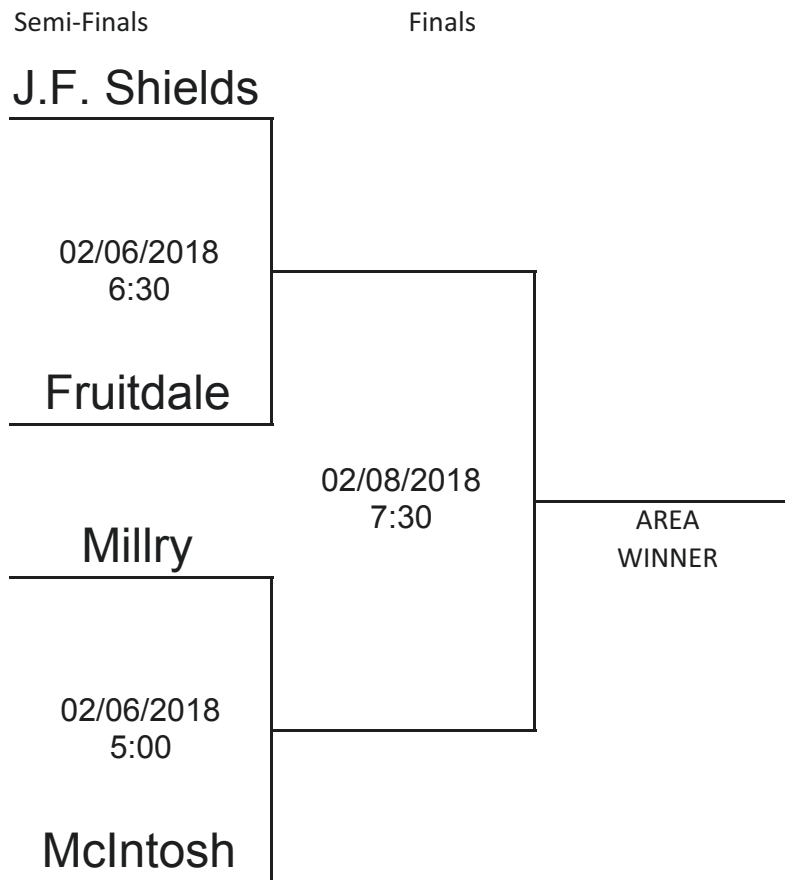 Semi-Finals
Finals
J.F. Shields
02/06/2018
6:30
Fruitdale
02/08/2018
7:30
AREA
WINNER
Millry
02/06/2018
5:00
McIntosh